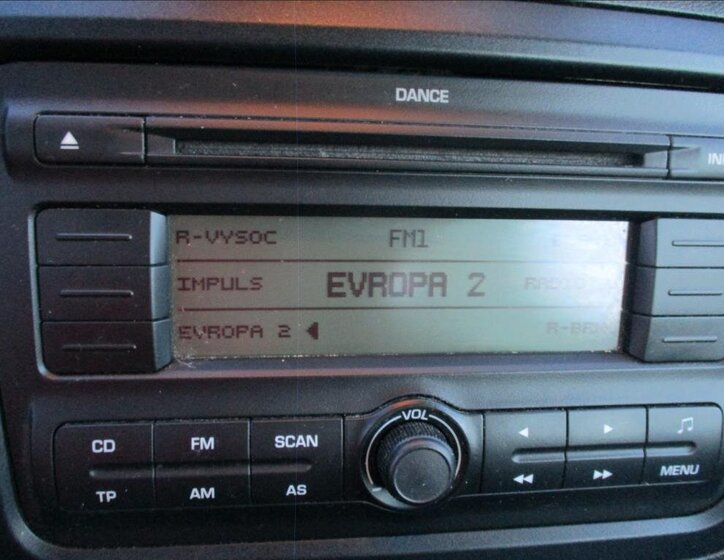 DANCE
R-VYSOC FM1
IMPULS EVROPA 2
EVROPA 2
VOL
CD FM SCAN
TP AM AS MENU